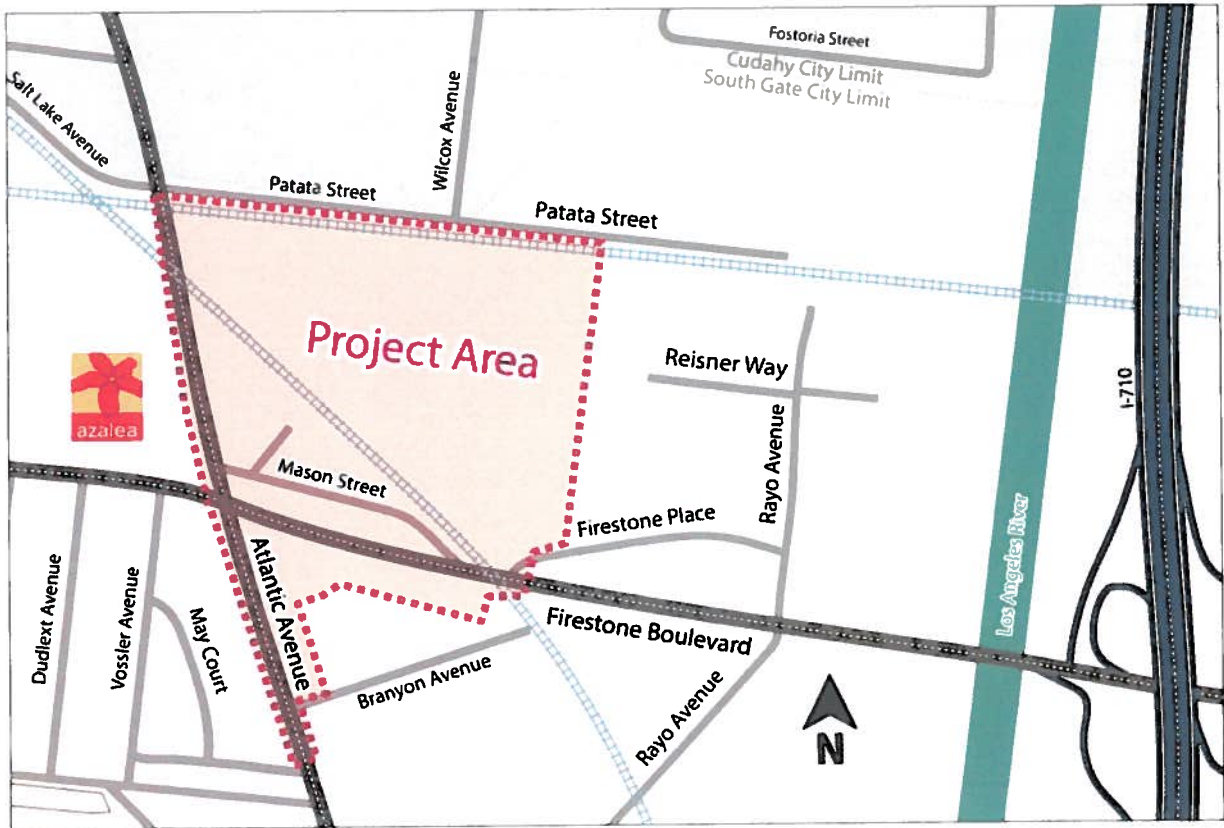 Fostoria Street
Cudahy City Limit
South Gate City Limit
Salt Lake Avenue
Wilcox Avenue
Patata Street
Patata Street
Project Area
Reisner Way
I-710
azalea
Mason Street
Rayo Avenue
Firestone Place
Los Angeles River
Atlantic Avenue
Dudlext Avenue
Vossler Avenue
May Court
Firestone Boulevard
Branyon Avenue
Rayo Avenue
N